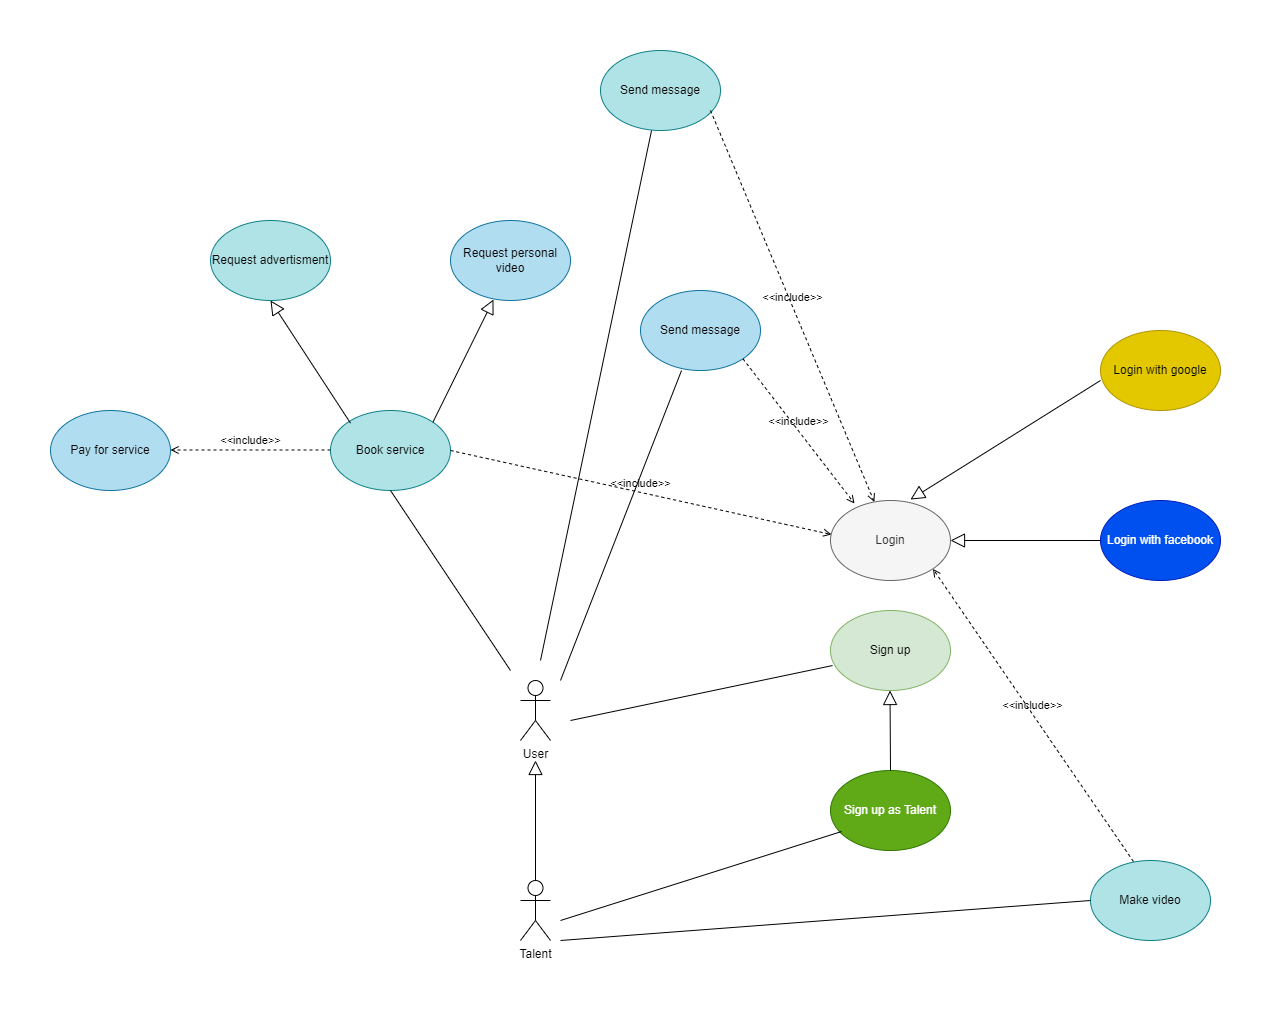 Send message
Request advertisment
Request personal
video
<<include>>
Send message
Login with google
<<include>>
Pay for service
<<include>>
Book service
<<include>>
Login
Login with facebook
Sign up
<<include>>
User
Sign up as Talent
Make video
Talent